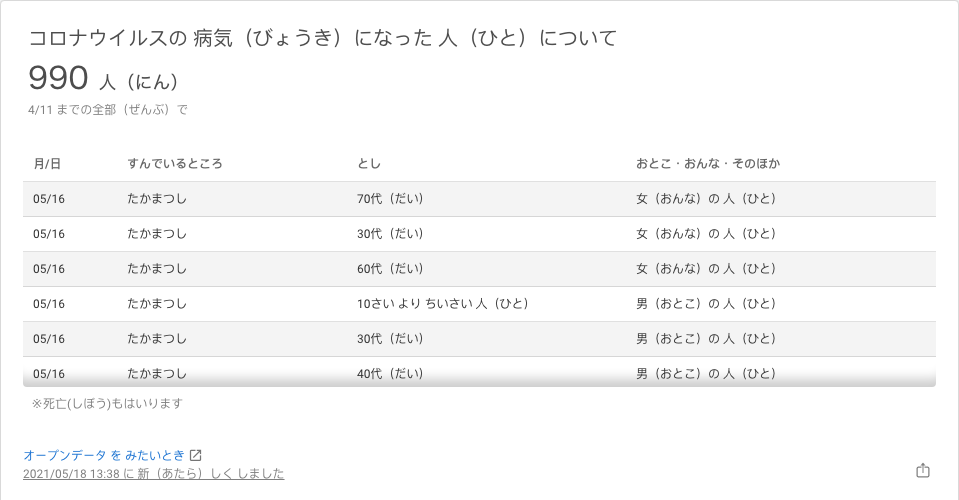 コロナウイルスの 病気（びょうき）になった 人（ひと）について
990 人（にん）
4/11 までの全部（ぜんぶ）で
月/日 すんでいるところ とし おとこ・おんな・そのほか
05/16 たかまつし 70代（だい） 女（おんな）の 人（ひと）
05/16 たかまつし 30代（だい） 女（おんな）の 人（ひと）
05/16 たかまつし 60代（だい） 女（おんな）の 人（ひと）
05/16 たかまつし 10さい より ちいさい 人（ひと） 男（おとこ）の 人（ひと）
05/16 たかまつし 30代（だい） 男（おとこ）の 人（ひと）
05/16 たかまつし 40代（だい） 男（おとこ）の 人（ひと）
※死亡(しぼう)もはいります
オープンデータ を みたいとき
2021/05/18 13:38 に 新（あたら）しく しました